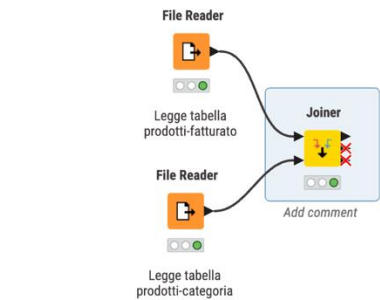 File Reader
Legge tabella
prodotti-fatturato
Joiner
Add comment
File Reader
Legge tabella
prodotti-categoria